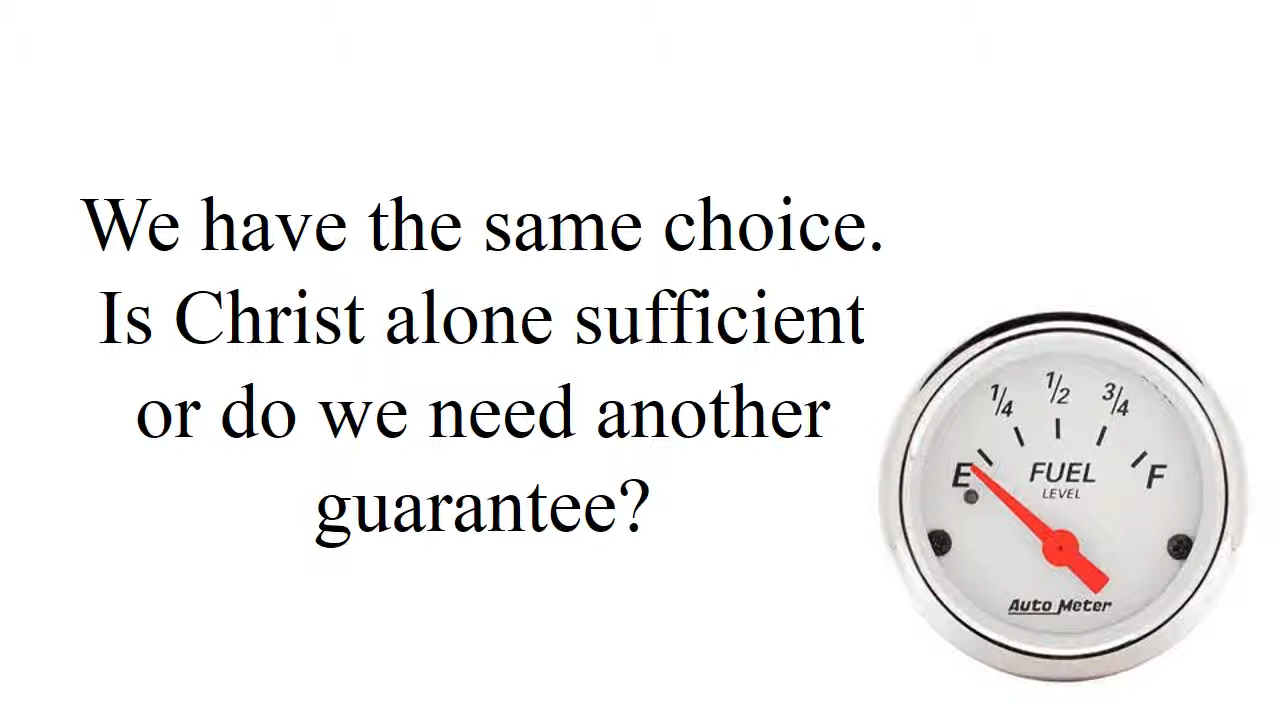 We have the same choice.
Is Christ alone sufficient
or do we need another
guarantee?
1/4 1/2 3/4
E FUEL F
LEVEL
Auto Meter